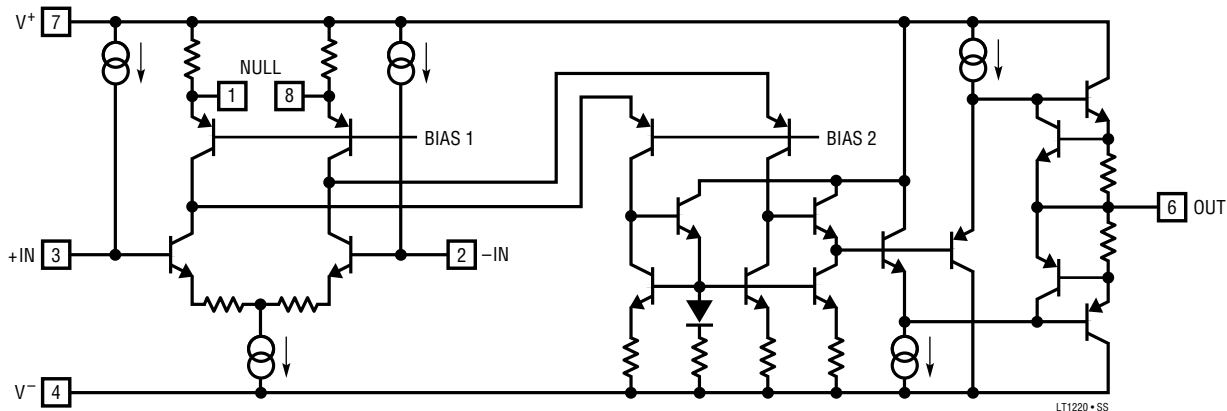 V+ 7
NULL
1 8
BIAS 1
BIAS 2
6 OUT
+IN 3
2 –IN
V– 4
LT1220 • SS